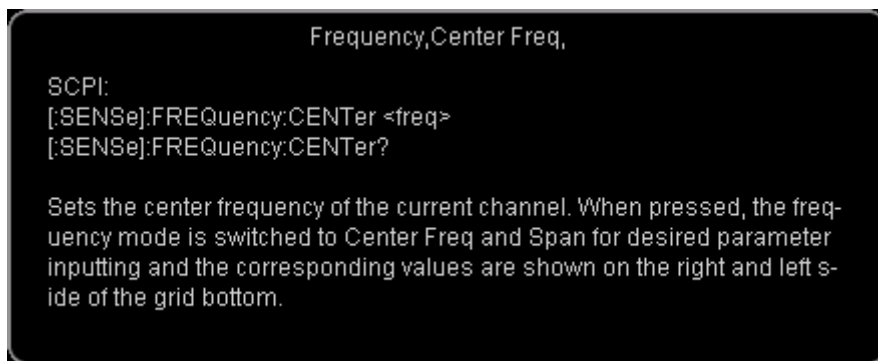 Frequency,Center Freq,
SCPI:
[:SENSe]:FREQuency:CENTer <freq>
[:SENSe]:FREQuency:CENTer?
Sets the center frequency of the current channel. When pressed, the freq-
uency mode is switched to Center Freq and Span for desired parameter
inputting and the corresponding values are shown on the right and left s-
ide of the grid bottom.